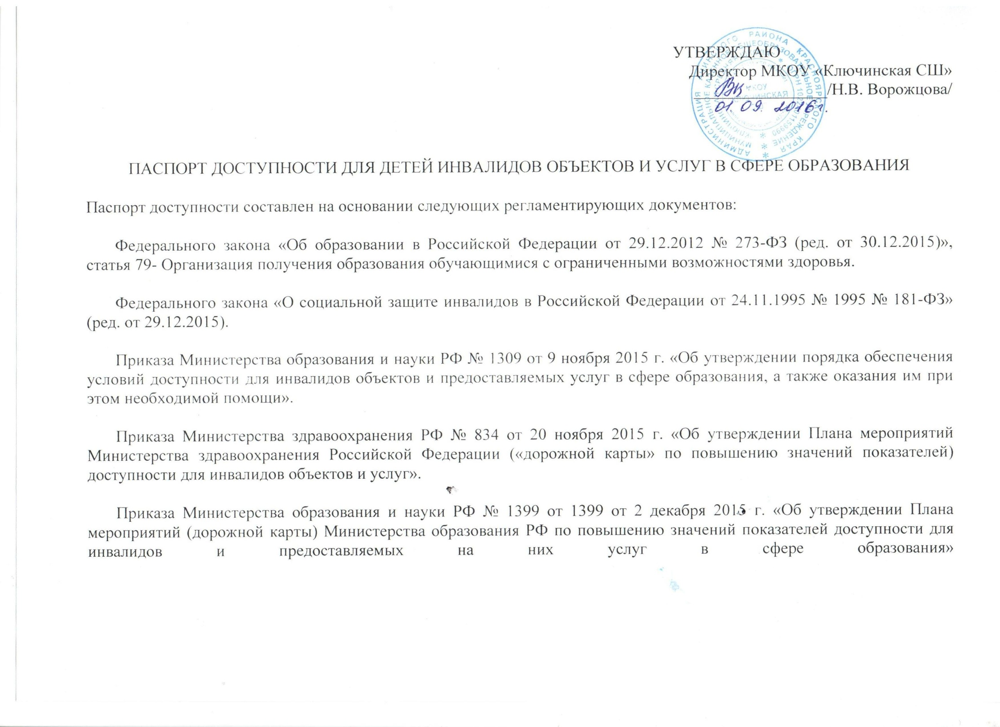 УТВЕРЖДАЮ
Директор МКОУ «Ключинская СШ»
/Н.В. Ворожцова/
01.09. 2016г.
АДМИНИСТРАЦИЯ АЧИНСКОГО РАЙОНА КРАСНОЯРСКОГО КРАЯ
МУНИЦИПАЛЬНОЕ КАЗЕННОЕ ОБЩЕОБРАЗОВАТЕЛЬНОЕ УЧРЕЖДЕНИЕ
МКОУ
ПАСПОРТ ДОСТУПНОСТИ ДЛЯ ДЕТЕЙ ИНВАЛИДОВ ОБЪЕКТОВ И УСЛУГ В СФЕРЕ ОБРАЗОВАНИЯ
Паспорт доступности составлен на основании следующих регламентирующих документов:
Федерального закона «Об образовании в Российской Федерации от 29.12.2012 № 273-ФЗ (ред. от 30.12.2015)»,
статья 79- Организация получения образования обучающимися с ограниченными возможностями здоровья.
Федерального закона «О социальной защите инвалидов в Российской Федерации от 24.11.1995 № 1995 № 181-ФЗ»
(ред. от 29.12.2015).
Приказа Министерства образования и науки РФ № 1309 от 9 ноября 2015 г. «Об утверждении порядка обеспечения
условий доступности для инвалидов объектов и предоставляемых услуг в сфере образования, а также оказания им при
этом необходимой помощи».
Приказа Министерства здравоохранения РФ № 834 от 20 ноября 2015 г. «Об утверждении Плана мероприятий
Министерства здравоохранения Российской Федерации («дорожной карты» по повышению значений показателей)
доступности для инвалидов объектов и услуг».
Приказа Министерства образования и науки РФ № 1399 от 1399 от 2 декабря 2015 г. «Об утверждении Плана
мероприятий (дорожной карты) Министерства образования РФ по повышению значений показателей доступности для
инвалидов и предоставляемых на них услуг в сфере образования»